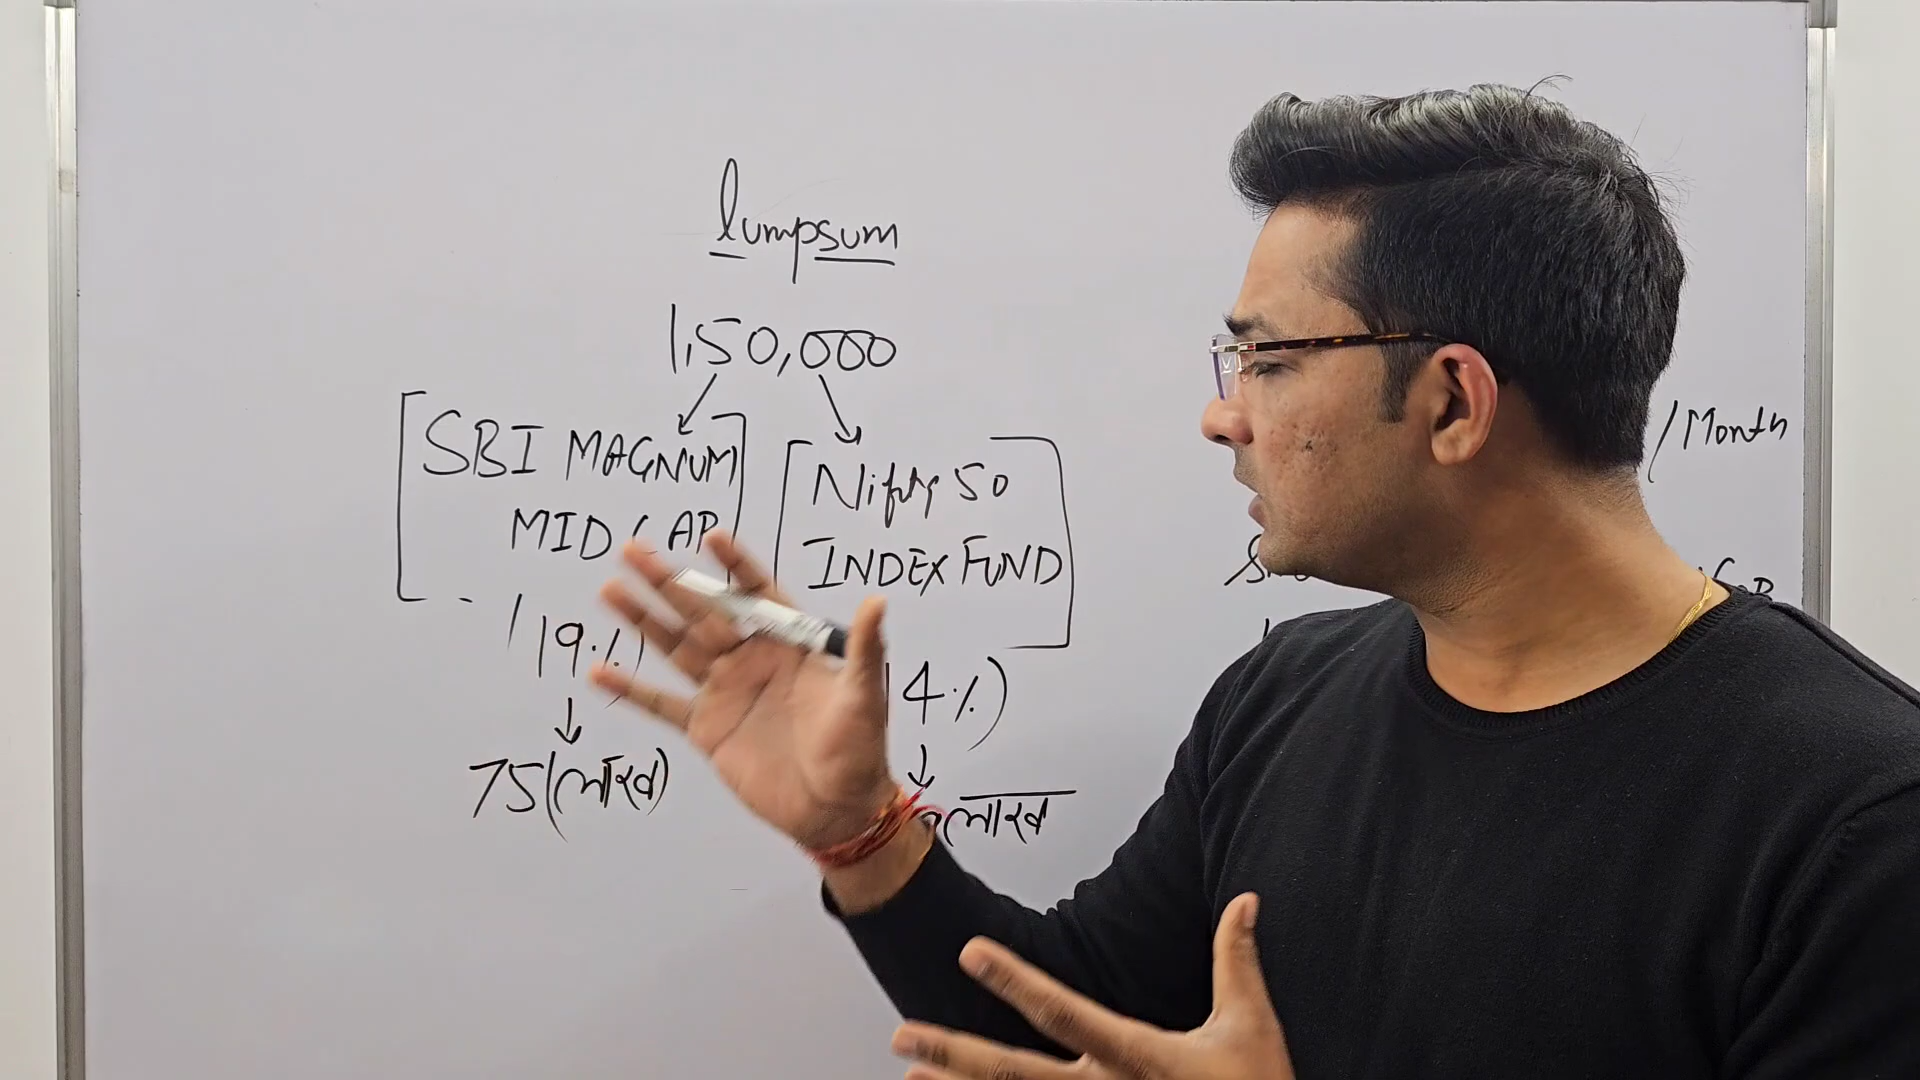 lumpsum
1,50,000
SBI MAGNUM
MID CAP
19%)
75(लाख)
Nifty 50
INDEX FUND
14%)
लाख
/Month